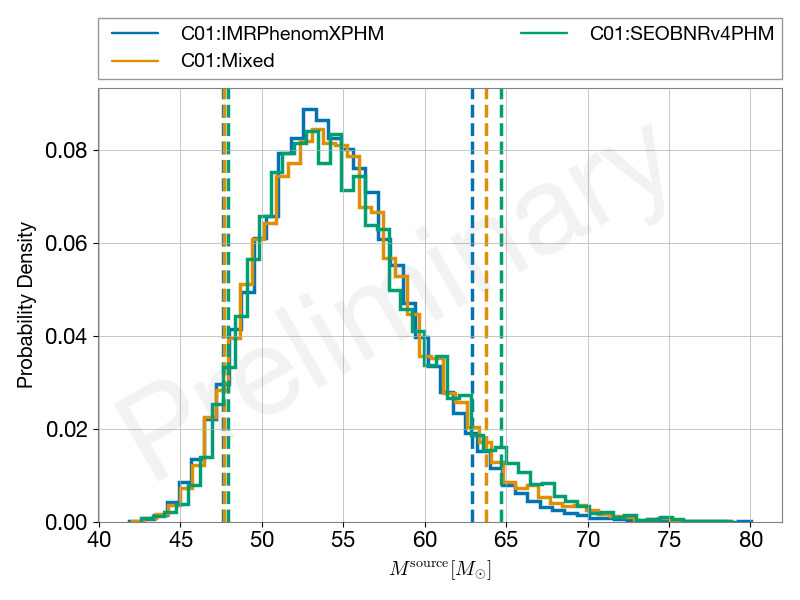 C01:IMRPhenomXPHM
C01:Mixed
C01:SEOBNRv4PHM
Preliminary
Probability Density
0.08
0.06
0.04
0.02
0.00
40 45 50 55 60 65 70 75 80
M^source [M_⊙]